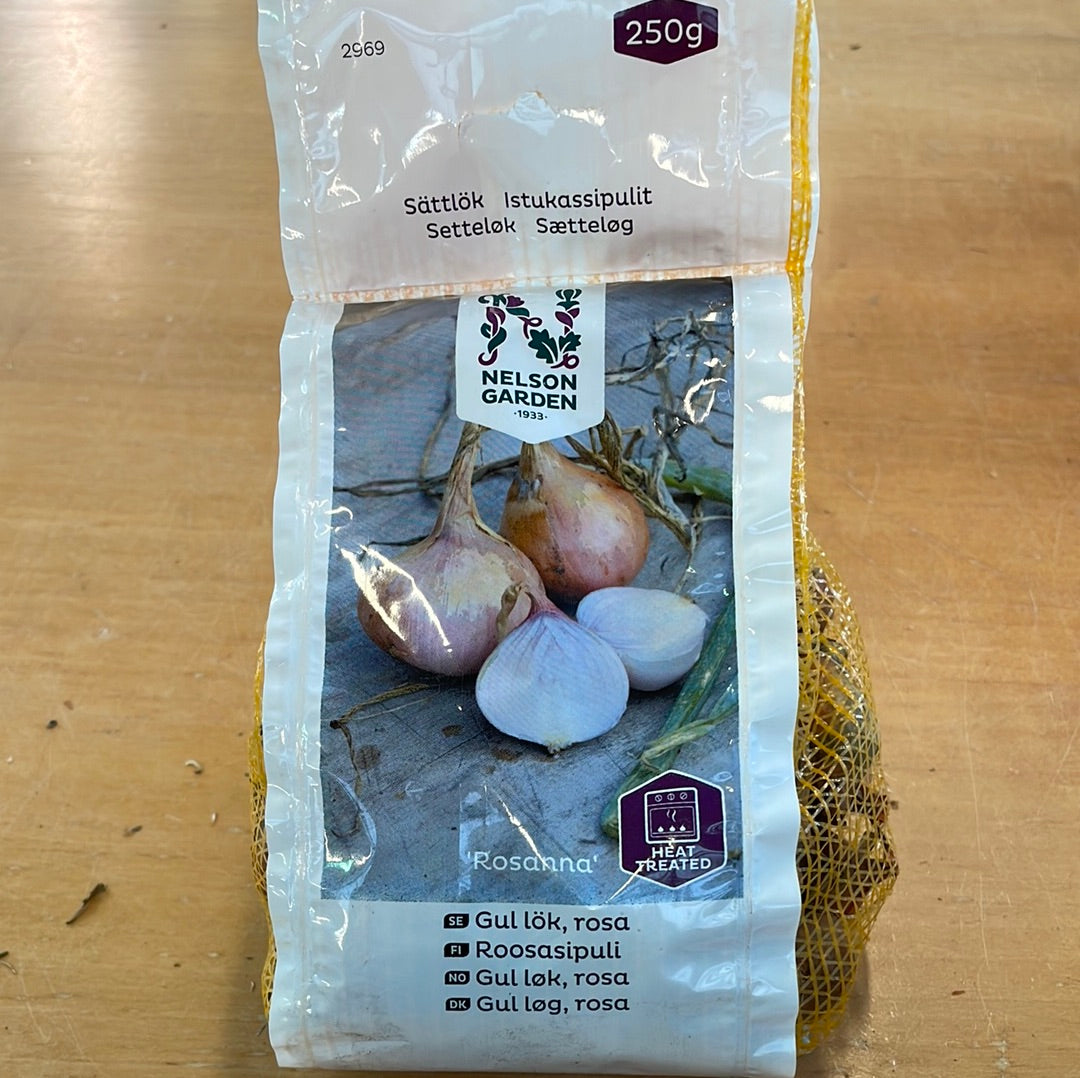 2969
250g
Sättlök Istukassipulit
Setteløk Sætteløg
NELSON
GARDEN
·1933·
HEAT
TREATED
'Rosanna'
SE Gul lök, rosa
FI Roosasipuli
NO Gul løk, rosa
DK Gul løg, rosa